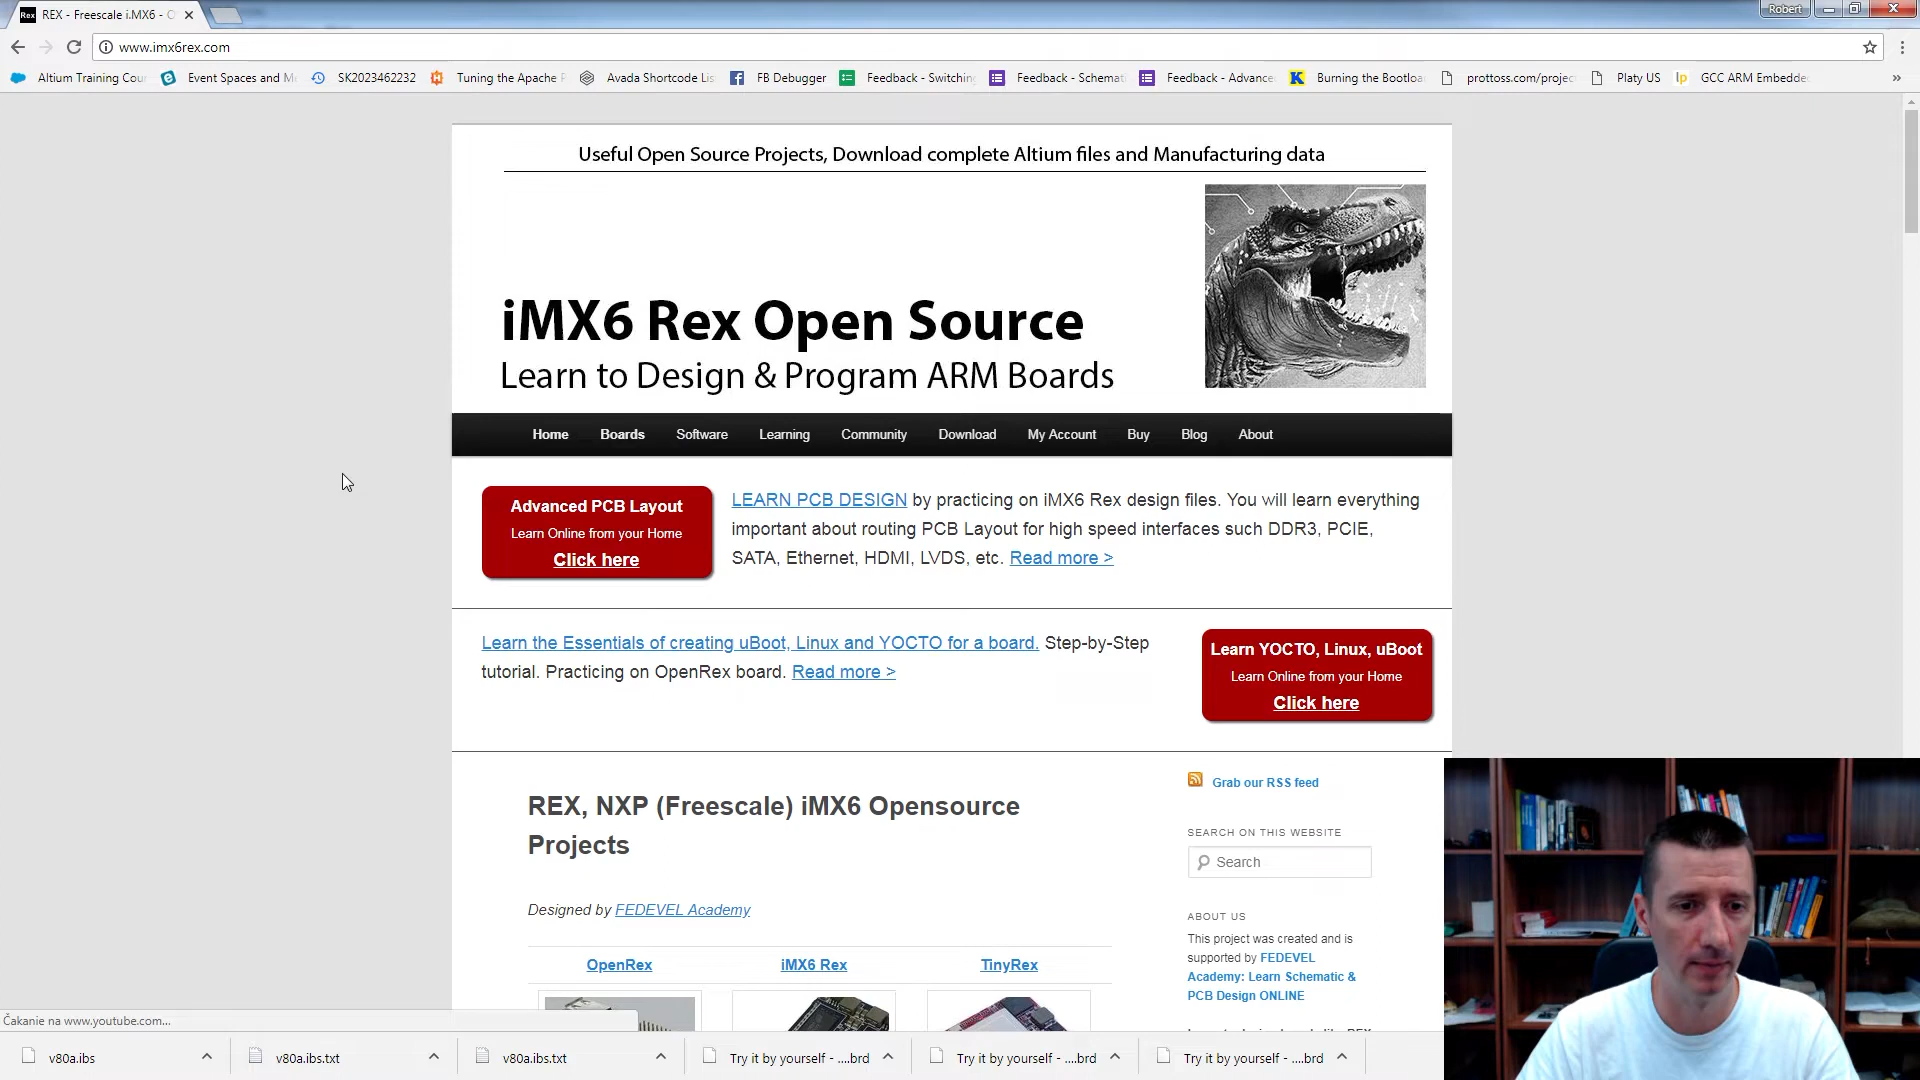 Rex REX - Freescale i.MX6 - O
Robert
www.imx6rex.com
Altium Training Cou
Event Spaces and M
SK2023462232
Tuning the Apache P
Avada Shortcode Lis
FB Debugger
Feedback - Switchin
Feedback - Schemat
Feedback - Advance
Burning the Bootloa
prottoss.com/projec
Platy US
lp GCC ARM Embedde
Useful Open Source Projects, Download complete Altium files and Manufacturing data
iMX6 Rex Open Source
Learn to Design & Program ARM Boards
Home Boards Software Learning Community Download My Account Buy Blog About
Advanced PCB Layout
Learn Online from your Home
Click here
LEARN PCB DESIGN by practicing on iMX6 Rex design files. You will learn everything
important about routing PCB Layout for high speed interfaces such DDR3, PCIE,
SATA, Ethernet, HDMI, LVDS, etc. Read more >
Learn the Essentials of creating uBoot, Linux and YOCTO for a board. Step-by-Step
tutorial. Practicing on OpenRex board. Read more >
Learn YOCTO, Linux, uBoot
Learn Online from your Home
Click here
REX, NXP (Freescale) iMX6 Opensource
Projects
Designed by FEDEVEL Academy
OpenRex iMX6 Rex TinyRex
Grab our RSS feed
SEARCH ON THIS WEBSITE
Search
ABOUT US
This project was created and is
supported by FEDEVEL
Academy: Learn Schematic &
PCB Design ONLINE
Čakanie na www.youtube.com...
v80a.ibs
v80a.ibs.txt
v80a.ibs.txt
Try it by yourself - ....brd
Try it by yourself - ....brd
Try it by yourself - ....brd